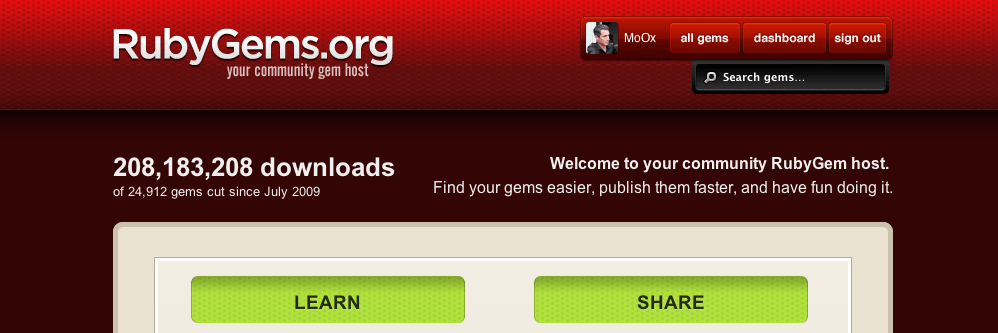 RubyGems.org
your community gem host
MoOx
all gems
dashboard
sign out
Search gems...
208,183,208 downloads
of 24,912 gems cut since July 2009
Welcome to your community RubyGem host.
Find your gems easier, publish them faster, and have fun doing it.
LEARN
SHARE